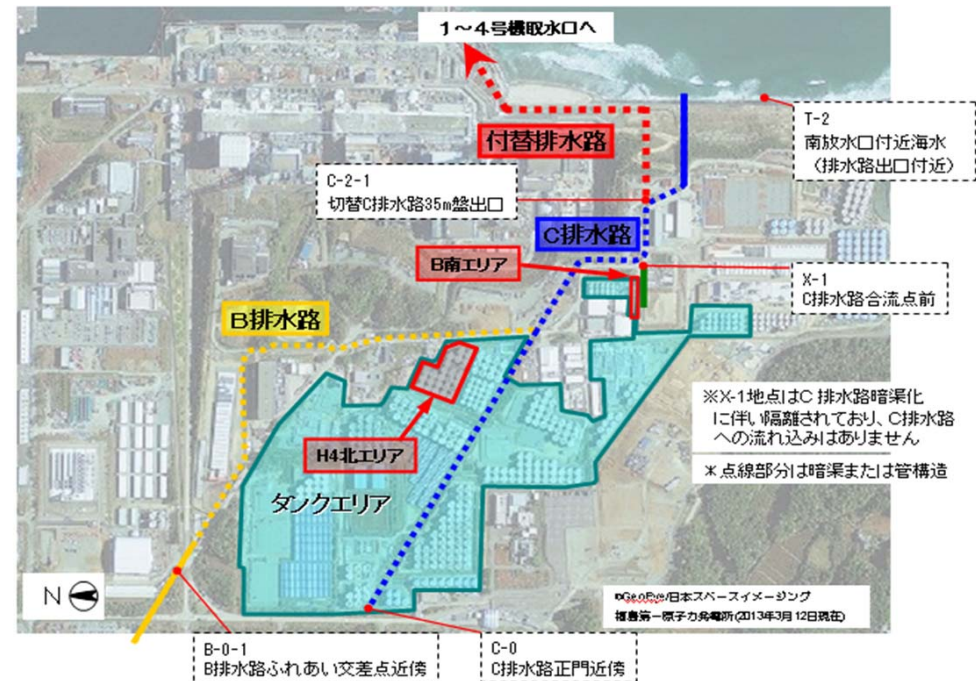 1～4号機取水口へ
付替排水路
T-2
南放水口付近海水
（排水路出口付近）
C-2-1
切替C排水路35m盤出口
C排水路
B南エリア
X-1
C排水路合流点前
B排水路
※X-1地点はC 排水路暗渠化
に伴い隔離されており、C排水路
への流れ込みはありません
＊点線部分は暗渠または管構造
H4北エリア
タンクエリア
N
©GeoEye/日本スペースイメージング
福島第一原子力発電所(2013年3月12日現在)
B-0-1
B排水路ふれあい交差点近傍
C-0
C排水路正門近傍